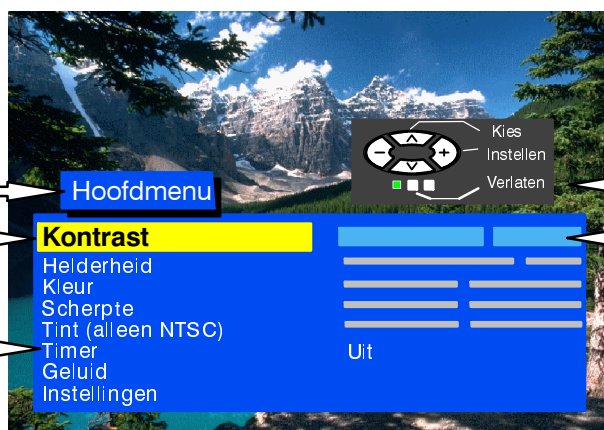 Kies
Instellen
Verlaten
Hoofdmenu
Kontrast
Helderheid
Kleur
Scherpte
Tint (alleen NTSC)
Timer Uit
Geluid
Instellingen